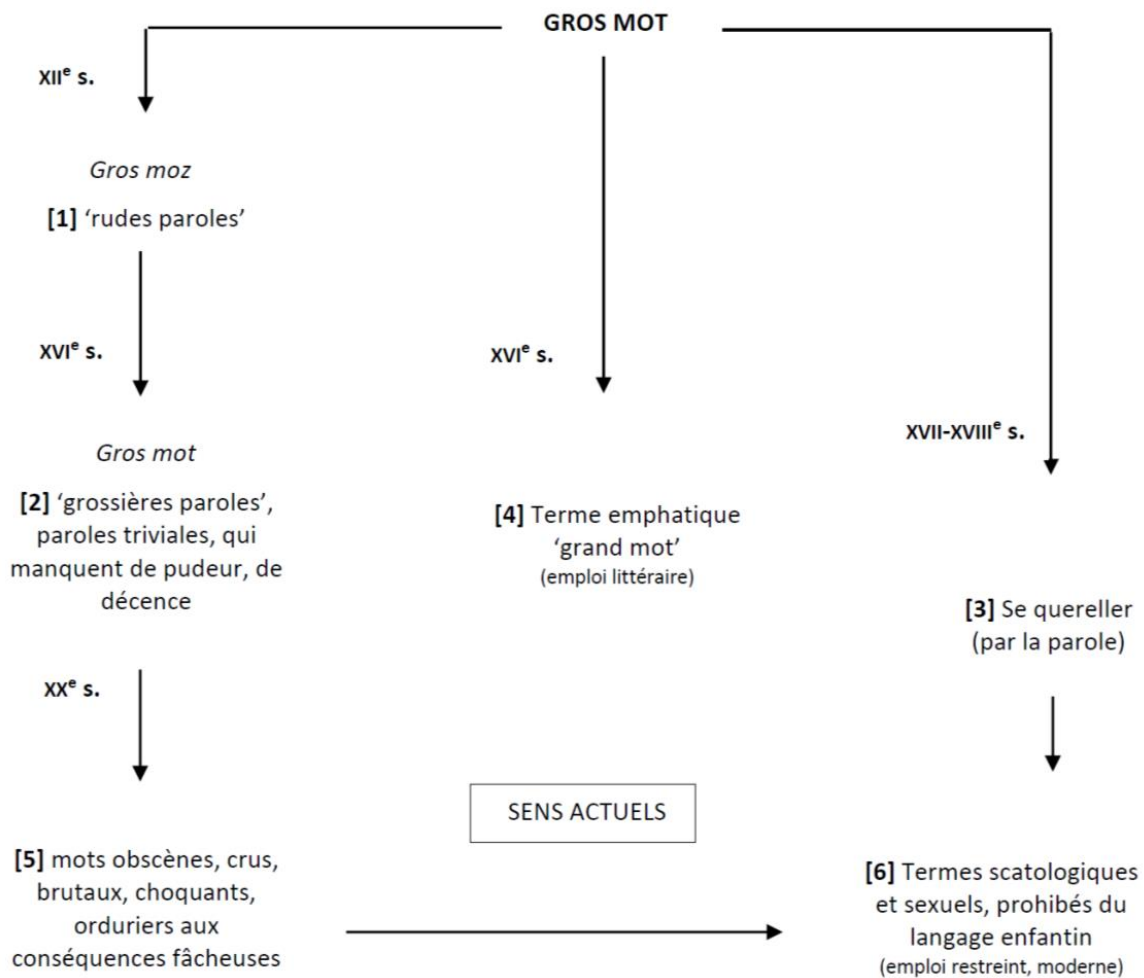 GROS MOT
XIIe s.
Gros moz
[1] ‘rudes paroles’
XVIe s.
XVIe s.
XVII-XVIIIe s.
Gros mot
[2] ‘grossières paroles’,
paroles triviales, qui
manquent de pudeur, de
décence
[4] Terme emphatique
‘grand mot’
(emploi littéraire)
[3] Se quereller
(par la parole)
XXe s.
SENS ACTUELS
[5] mots obscènes, crus,
brutaux, choquants,
orduriers aux
conséquences fâcheuses
[6] Termes scatologiques
et sexuels, prohibés du
langage enfantin
(emploi restreint, moderne)